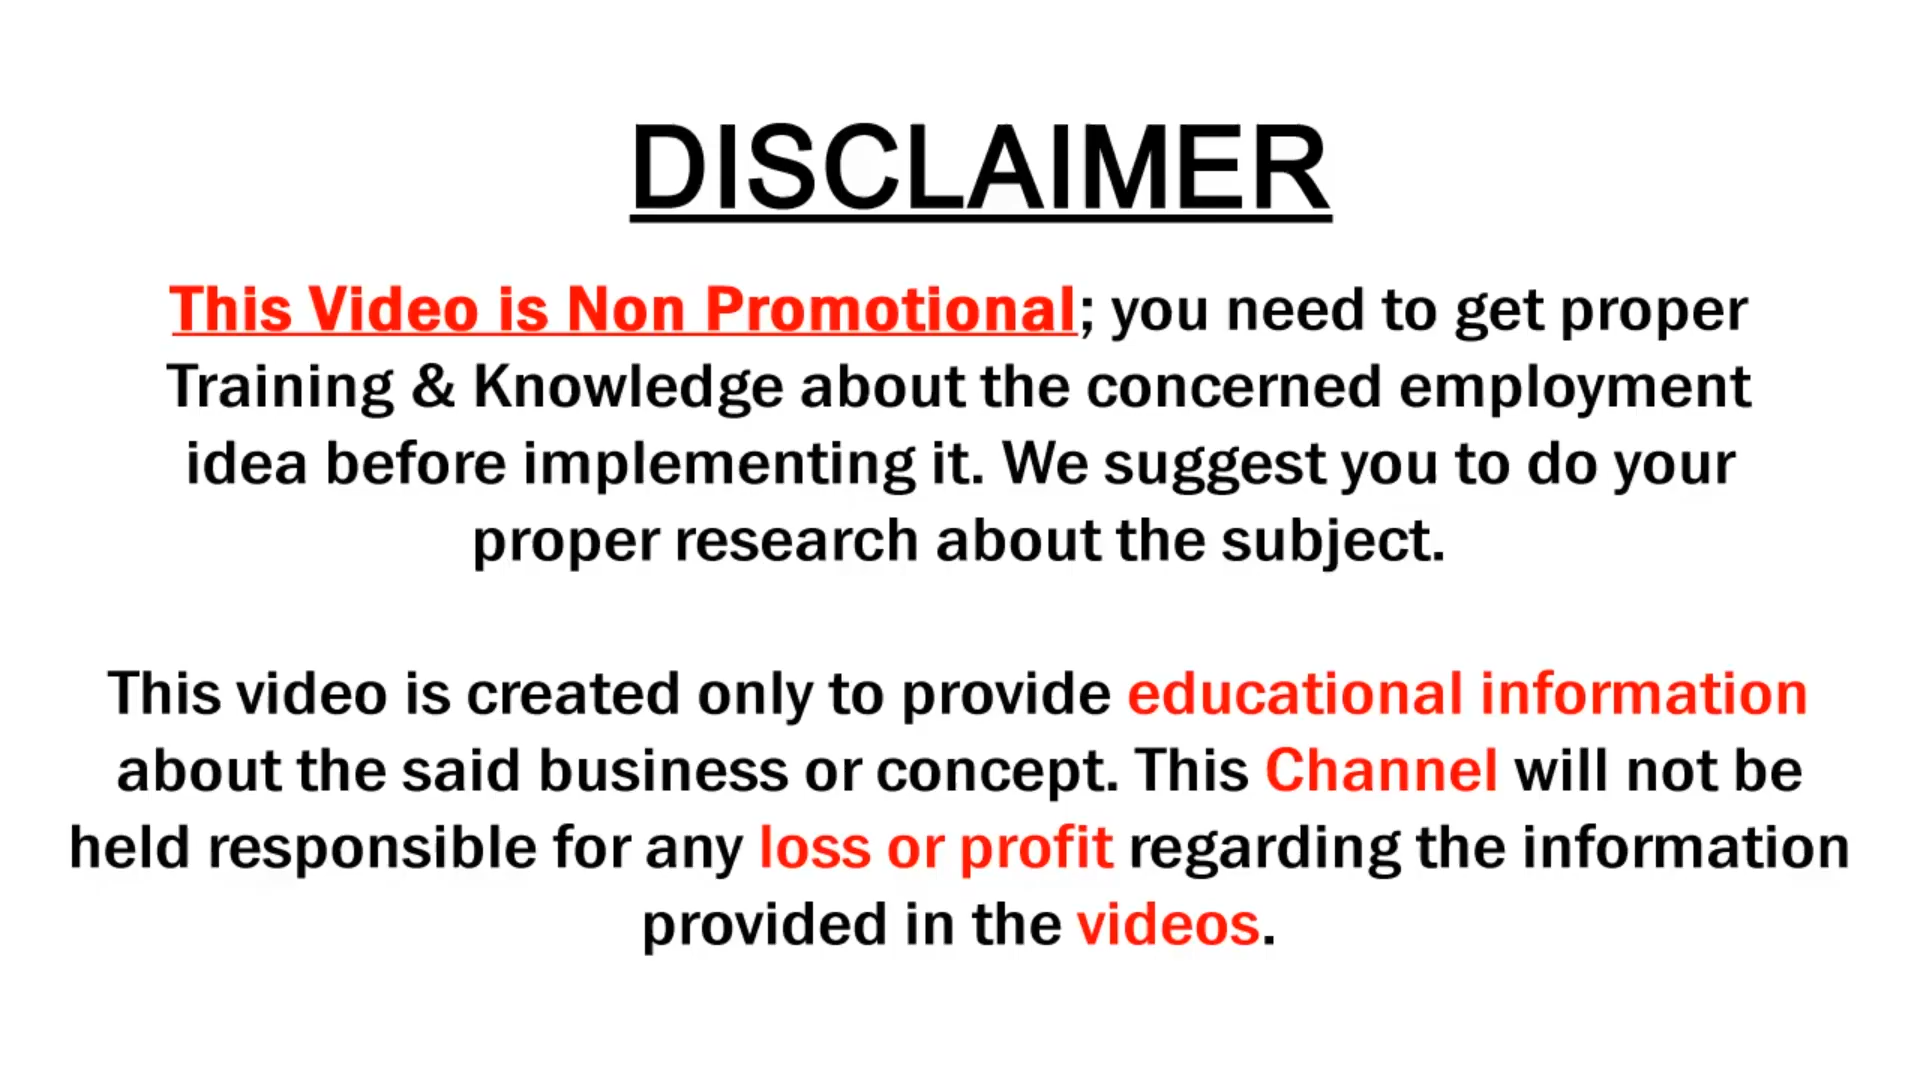 DISCLAIMER
This Video is Non Promotional; you need to get proper
Training & Knowledge about the concerned employment
idea before implementing it. We suggest you to do your
proper research about the subject.
This video is created only to provide educational information
about the said business or concept. This Channel will not be
held responsible for any loss or profit regarding the information
provided in the videos.